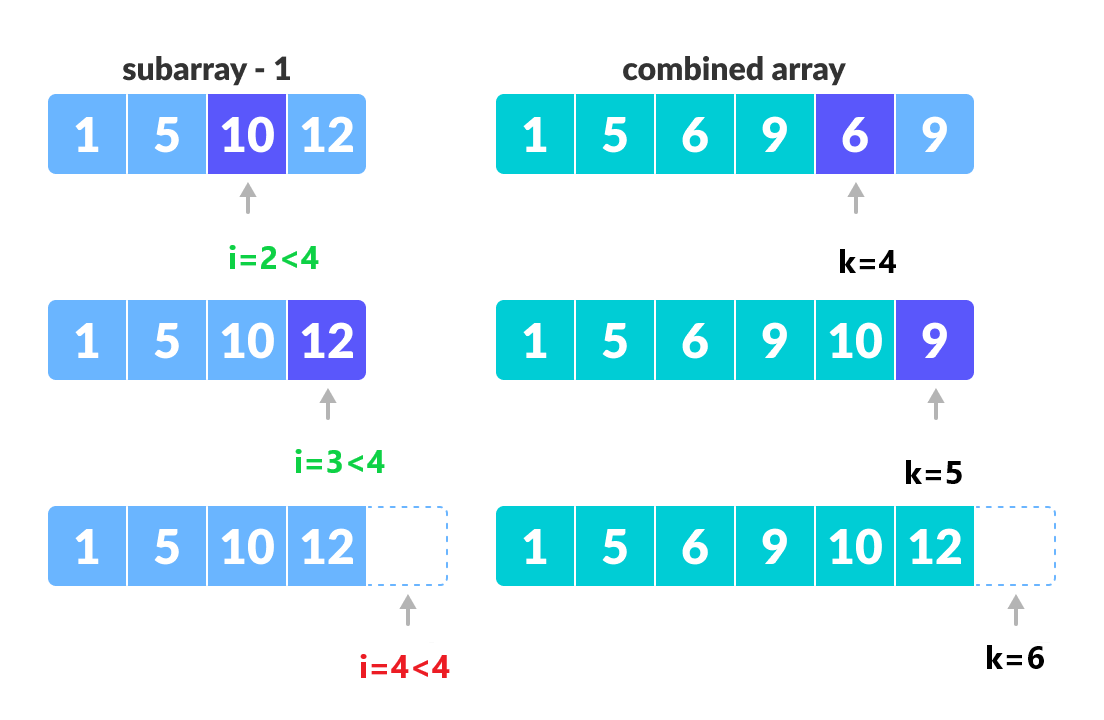 subarray - 1
combined array
1 5 10 12
1 5 6 9 6 9
i=2<4
k=4
1 5 10 12
1 5 6 9 10 9
i=3<4
k=5
1 5 10 12
1 5 6 9 10 12
i=4<4
k=6